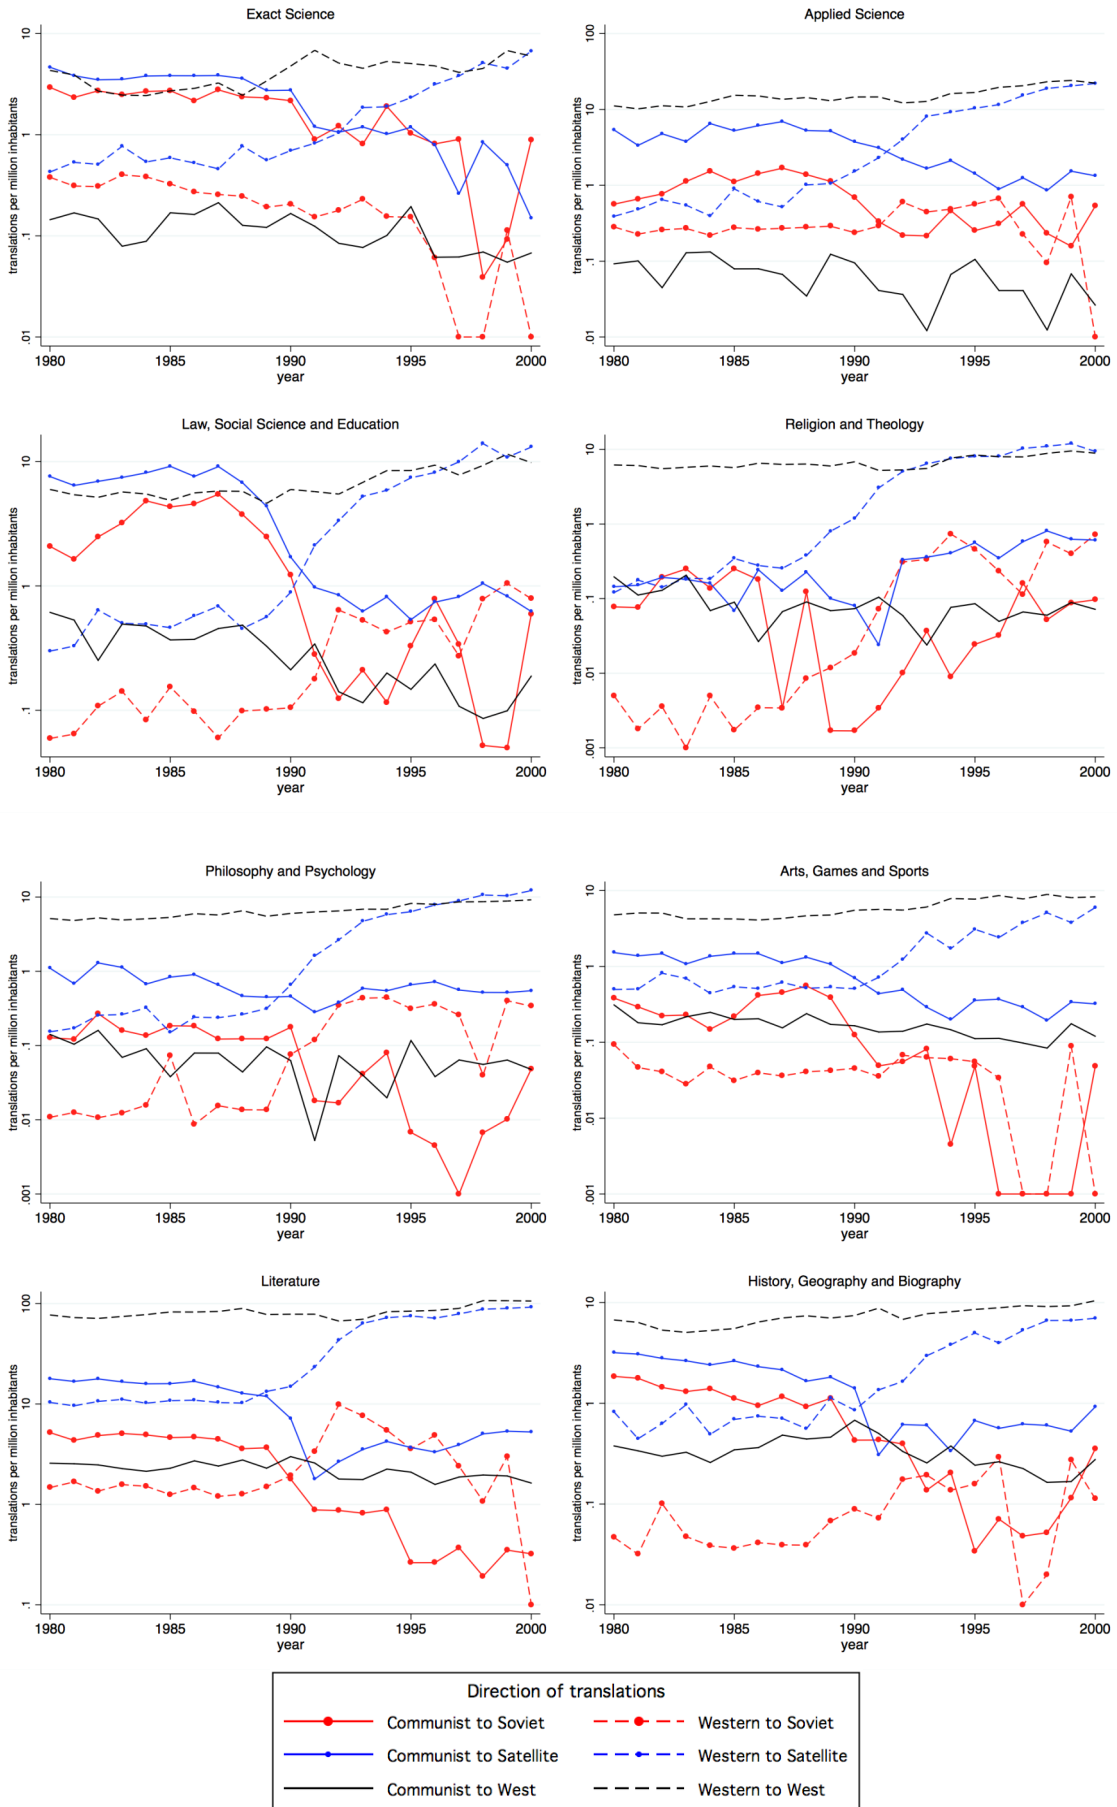 Exact Science
translations per million inhabitants
10
1
.1
.01
1980 1985 1990 1995 2000
year
Applied Science
translations per million inhabitants
100
10
1
.1
.01
1980 1985 1990 1995 2000
year
Law, Social Science and Education
translations per million inhabitants
10
1
.1
1980 1985 1990 1995 2000
year
Religion and Theology
translations per million inhabitants
10
1
.1
.01
.001
1980 1985 1990 1995 2000
year
Philosophy and Psychology
translations per million inhabitants
10
1
.1
.01
.001
1980 1985 1990 1995 2000
year
Arts, Games and Sports
translations per million inhabitants
10
1
.1
.01
.001
1980 1985 1990 1995 2000
year
Literature
translations per million inhabitants
100
10
1
.1
1980 1985 1990 1995 2000
year
History, Geography and Biography
translations per million inhabitants
10
1
.1
.01
1980 1985 1990 1995 2000
year
Direction of translations
Communist to Soviet Western to Soviet
Communist to Satellite Western to Satellite
Communist to West Western to West